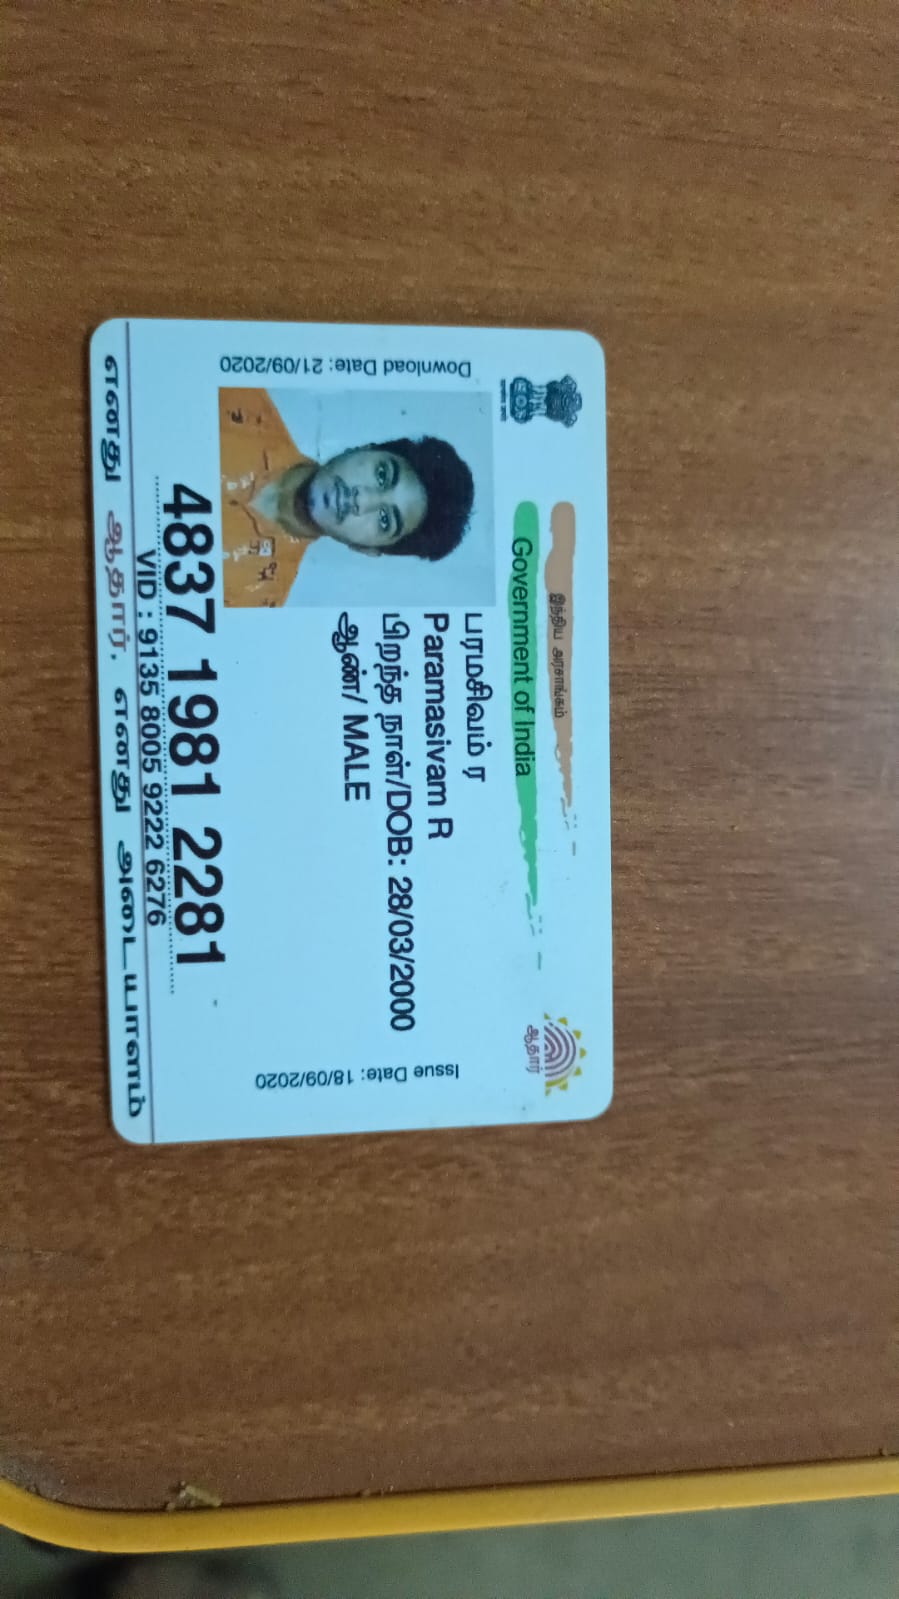 இந்திய அரசாங்கம்
Government of India
Download Date: 21/09/2020
பரமசிவம் ர
Paramasivam R
பிறந்த நாள்/DOB: 28/03/2000
ஆண்/ MALE
Issue Date: 18/09/2020
ஆதார்
4837 1981 2281
VID : 9135 8005 9222 6276
எனது ஆதார், எனது அடையாளம்